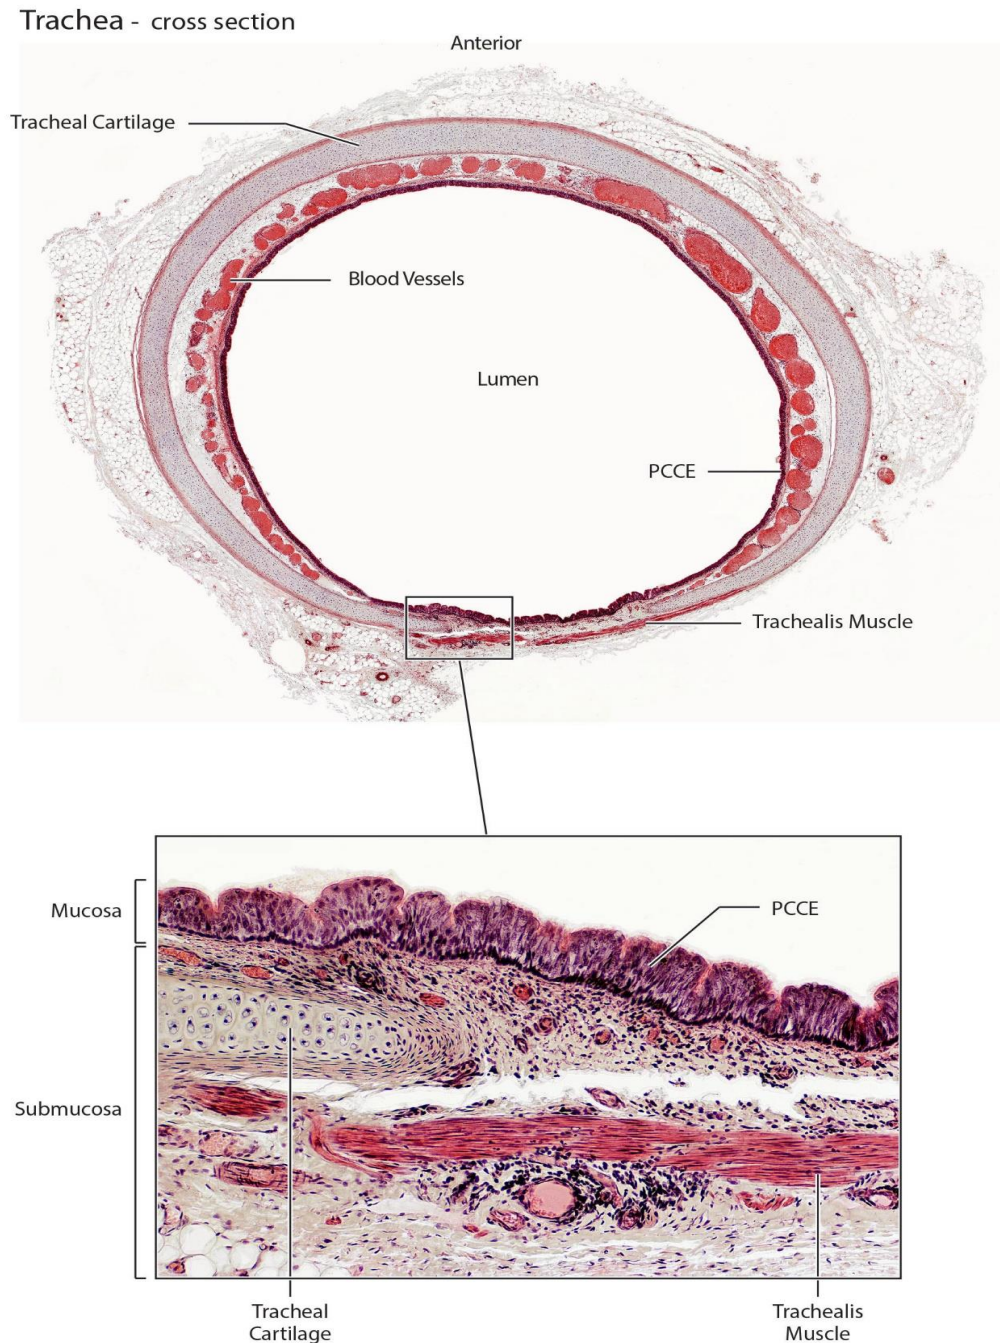 Trachea - cross section
Anterior
Tracheal Cartilage
Blood Vessels
Lumen
PCCE
Trachealis Muscle
Mucosa
PCCE
Submucosa
Tracheal
Cartilage
Trachealis
Muscle